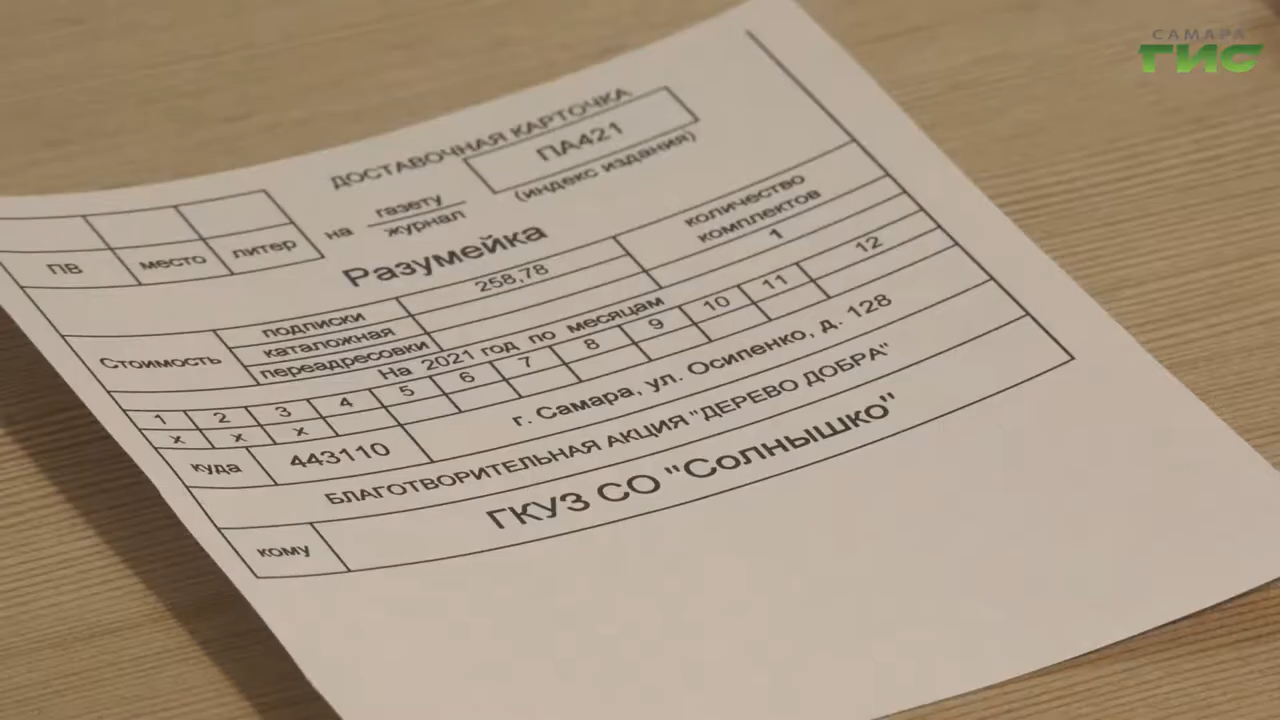 САМАРА
ГИС
ДОСТАВОЧНАЯ КАРТОЧКА
ПА421
(индекс издания)
на газету
журнал
ПВ место литер
Разумейка
Стоимость подписки 258,78 количество комплектов 1
каталожная
переадресовки
На 2021 год по месяцам
1 2 3 4 5 6 7 8 9 10 11 12
х х х
куда 443110 г. Самара, ул. Осипенко, д. 128
БЛАГОТВОРИТЕЛЬНАЯ АКЦИЯ "ДЕРЕВО ДОБРА"
кому ГКУЗ СО "Солнышко"